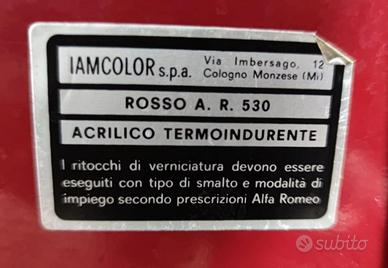 IAMCOLOR s.p.a. Via Imbersago, 12
Cologno Monzese (Mi)
ROSSO A. R. 530
ACRILICO TERMOINDURENTE
I ritocchi di verniciatura devono essere
eseguiti con tipo di smalto e modalità di
impiego secondo prescrizioni Alfa Romeo
subito